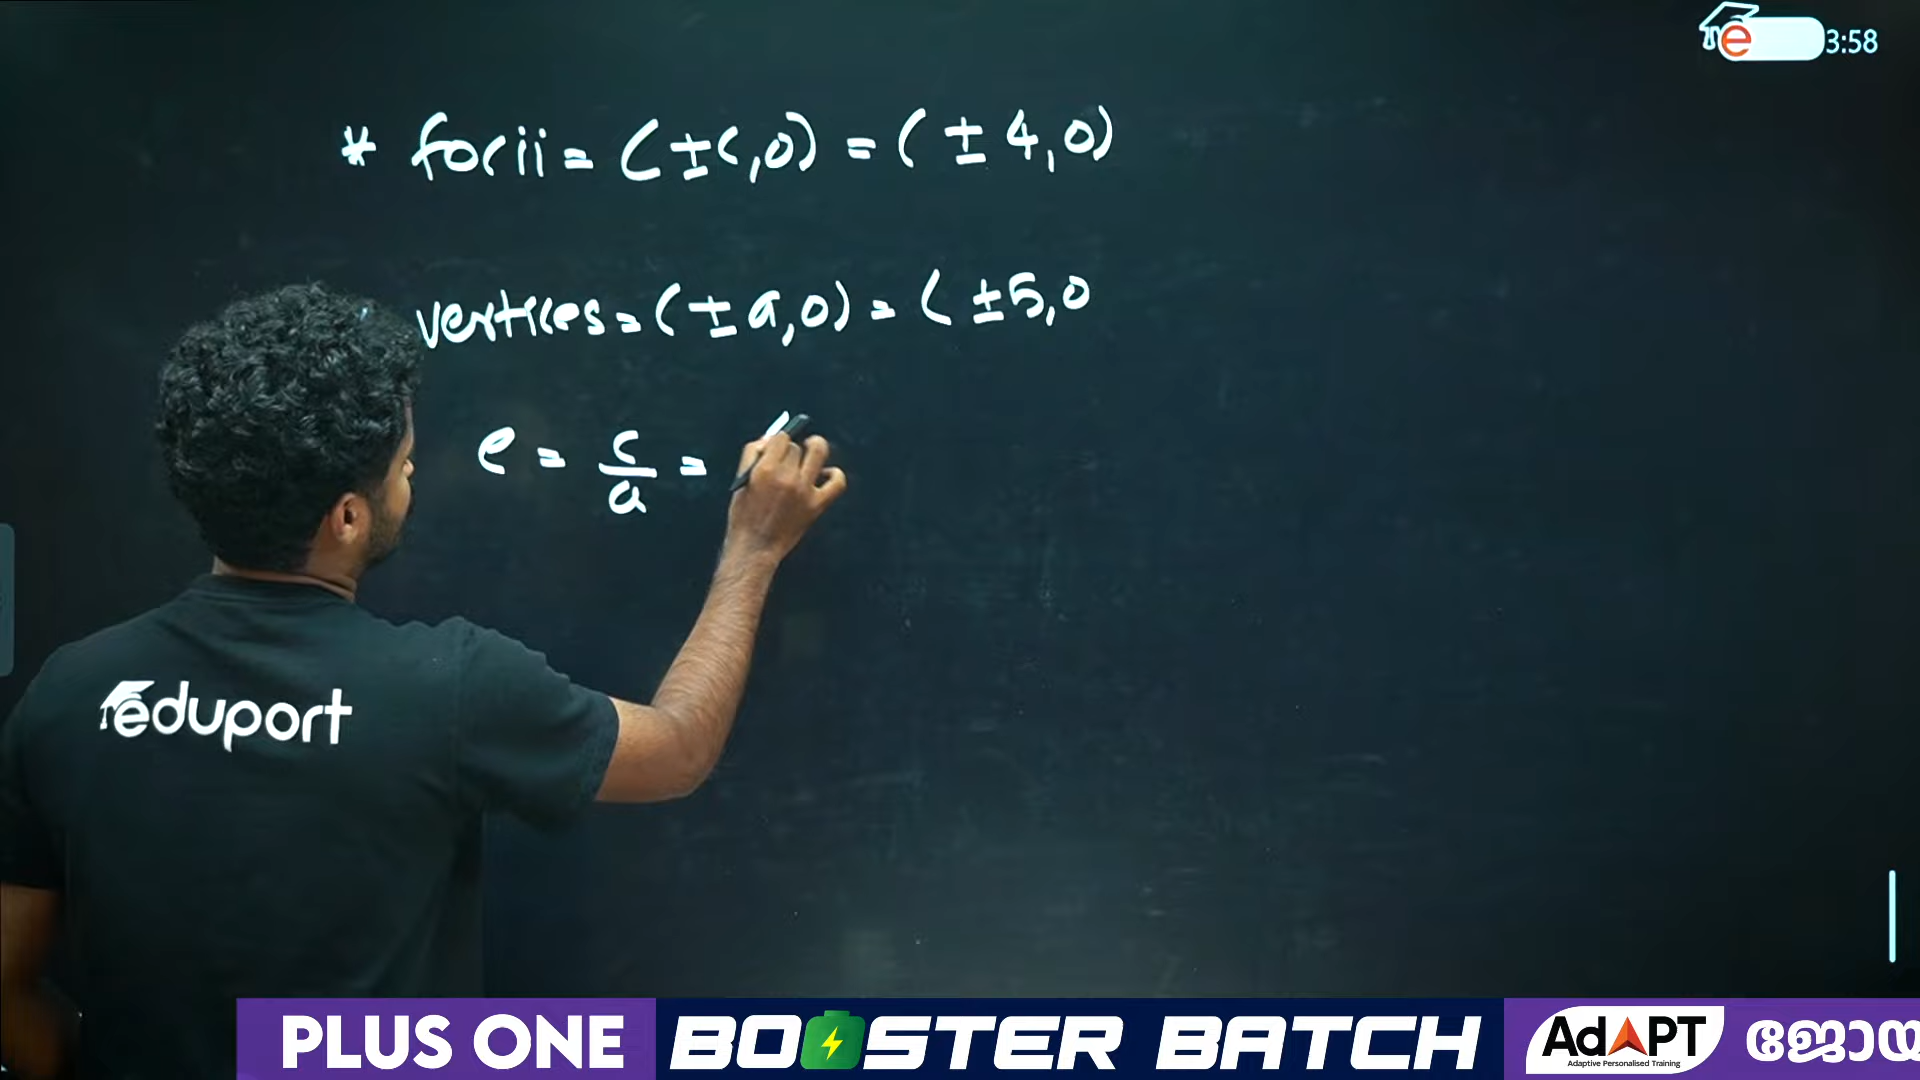 e 3:58
* focii = (±c,0) = (±4,0)
vertices = (±a,0) = (±5,0
e = c/a =
eduport
PLUS ONE BOOSTER BATCH AdAPT ജോയ
Adaptive Personalised Training